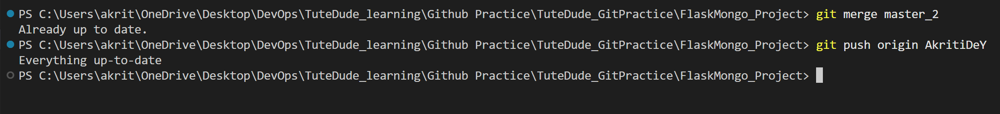 PS C:\Users\akrit\OneDrive\Desktop\DevOps\TuteDude_learning\Github Practice\TuteDude_GitPractice\FlaskMongo_Project> git merge master_2
Already up to date.
PS C:\Users\akrit\OneDrive\Desktop\DevOps\TuteDude_learning\Github Practice\TuteDude_GitPractice\FlaskMongo_Project> git push origin AkritiDeY
Everything up-to-date
PS C:\Users\akrit\OneDrive\Desktop\DevOps\TuteDude_learning\Github Practice\TuteDude_GitPractice\FlaskMongo_Project>